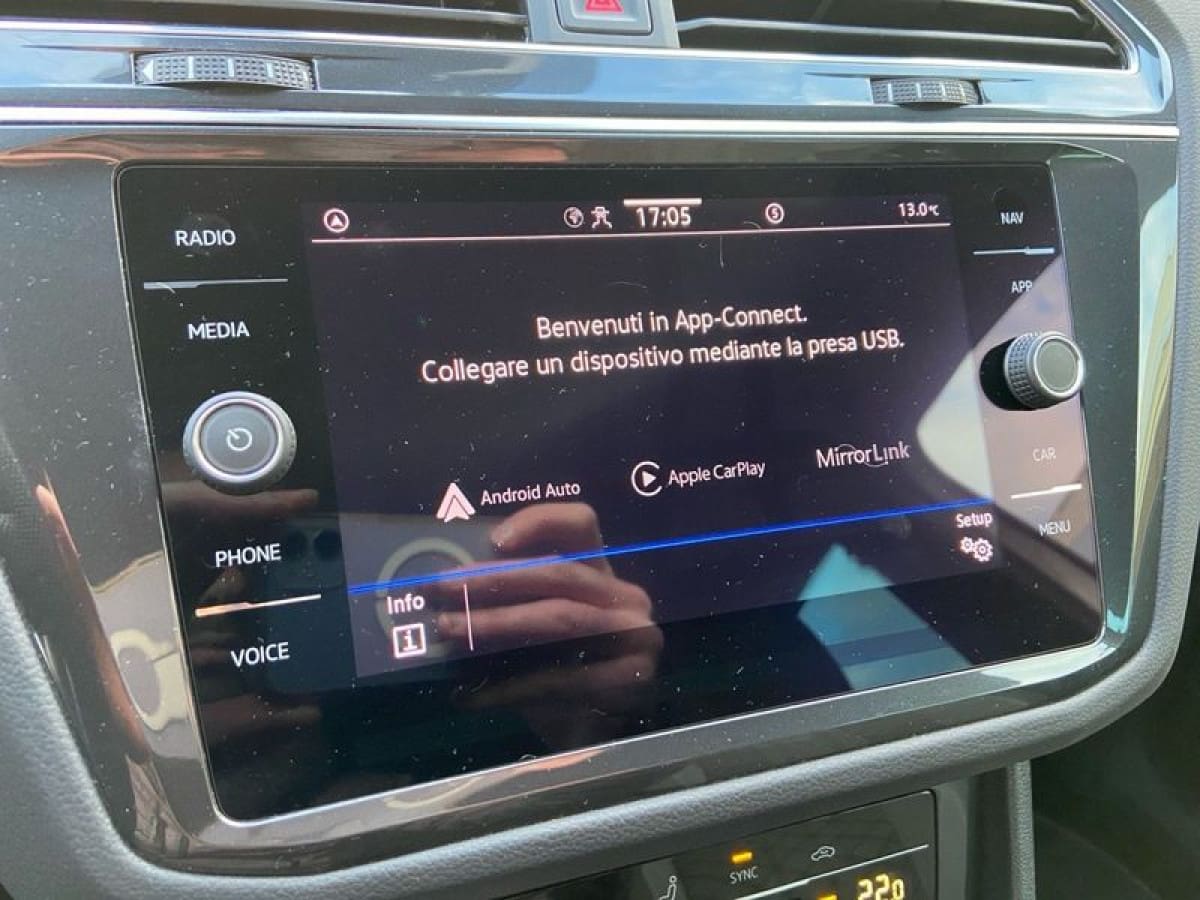 RADIO
MEDIA
PHONE
VOICE
17:05
13.0°C
Benvenuti in App-Connect.
Collegare un dispositivo mediante la presa USB.
Android Auto
Apple CarPlay
MirrorLink
Info
i
Setup
NAV
APP
CAR
MENU
SYNC
22.0